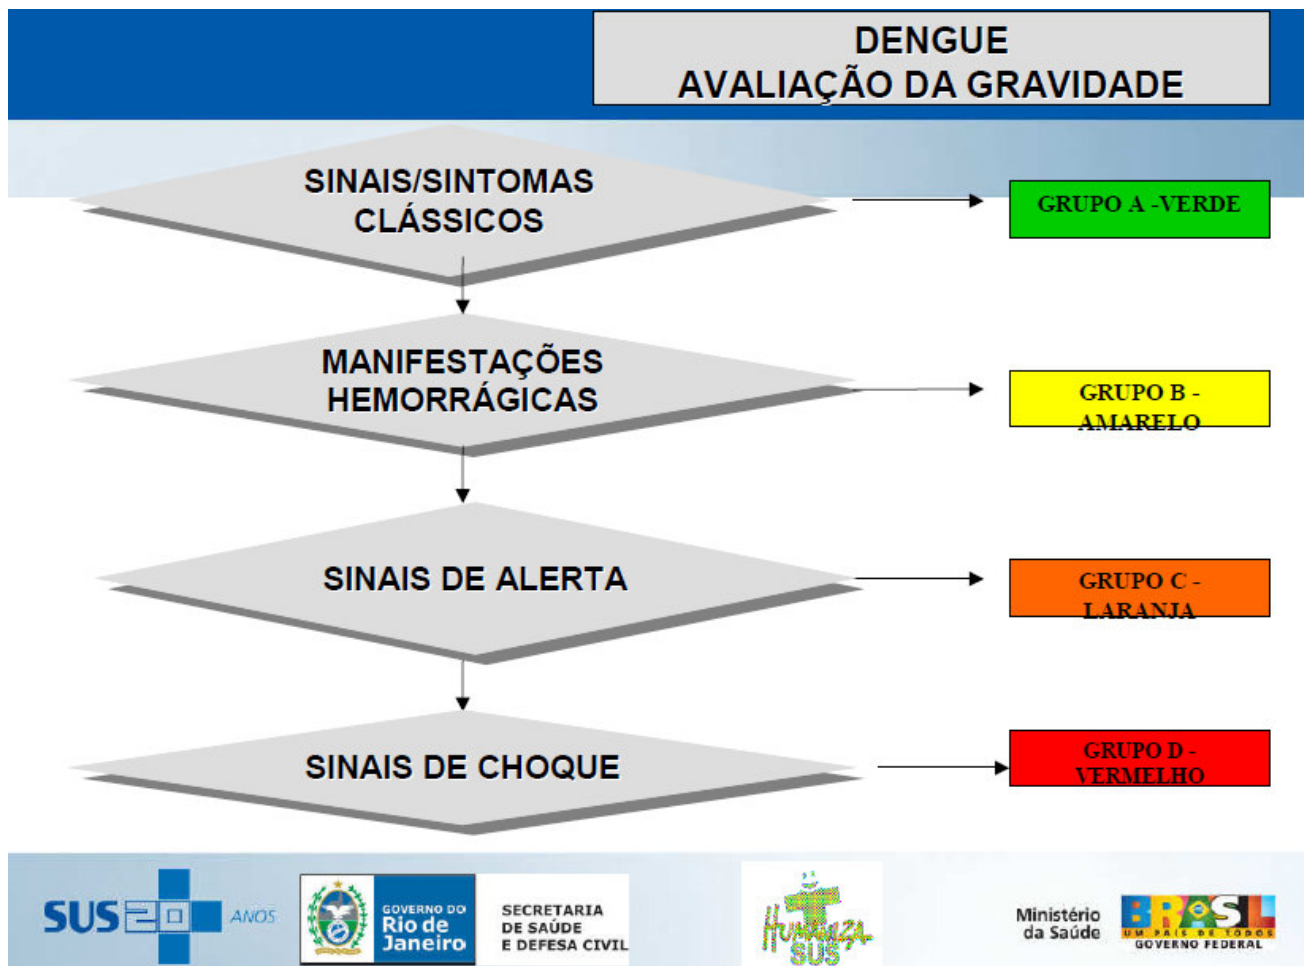 DENGUE
AVALIAÇÃO DA GRAVIDADE
SINAIS/SINTOMAS
CLÁSSICOS
GRUPO A -VERDE
MANIFESTAÇÕES
HEMORRÁGICAS
GRUPO B -
AMARELO
SINAIS DE ALERTA
GRUPO C -
LARANJA
SINAIS DE CHOQUE
GRUPO D -
VERMELHO
SUS 20 ANOS
GOVERNO DO
Rio de
Janeiro
SECRETARIA
DE SAÚDE
E DEFESA CIVIL
HUMANIZA
SUS
Ministério
da Saúde
BRASIL
UM PAÍS DE TODOS
GOVERNO FEDERAL